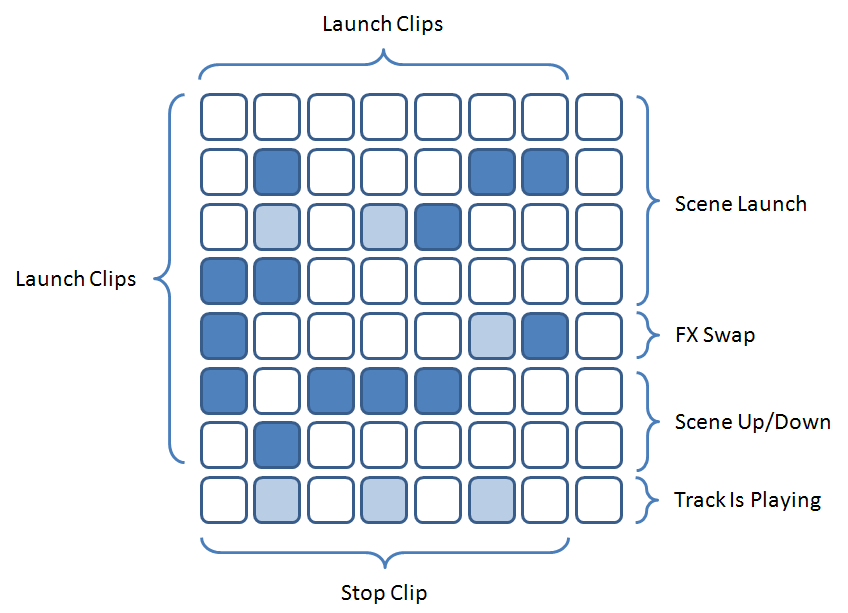 Launch Clips
Scene Launch
Launch Clips
FX Swap
Scene Up/Down
Track Is Playing
Stop Clip